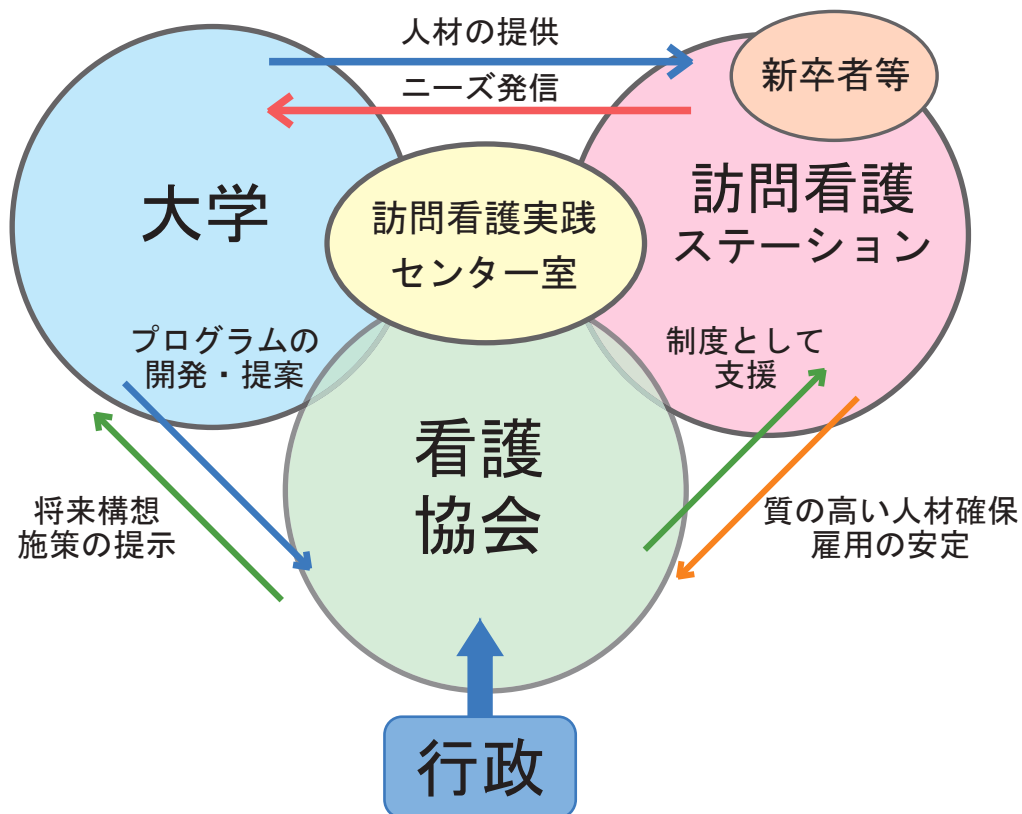 人材の提供
ニーズ発信
新卒者等
大学
訪問看護実践
センター室
訪問看護
ステーション
プログラムの
開発・提案
制度として
支援
看護
協会
将来構想
施策の提示
質の高い人材確保
雇用の安定
行政